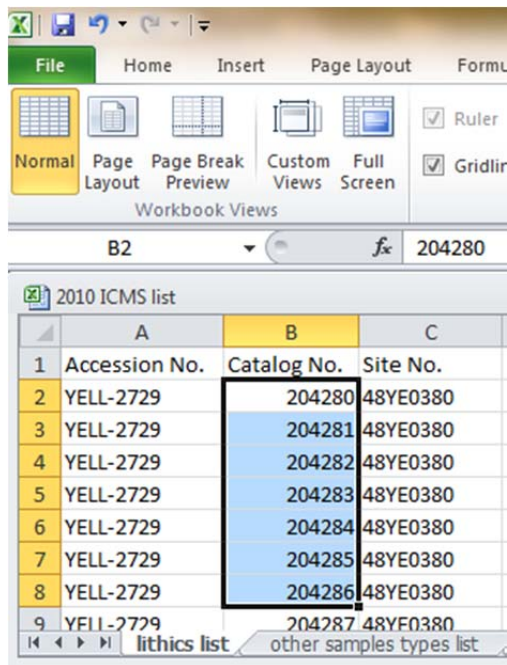 File Home Insert Page Layout Formu
Normal Page Layout Page Break Preview Custom Views Full Screen Ruler
Gridlin
Workbook Views
B2 fx 204280
2010 ICMS list
A B C
1 Accession No. Catalog No. Site No.
2 YELL-2729 204280 48YE0380
3 YELL-2729 204281 48YE0380
4 YELL-2729 204282 48YE0380
5 YELL-2729 204283 48YE0380
6 YELL-2729 204284 48YE0380
7 YELL-2729 204285 48YE0380
8 YELL-2729 204286 48YE0380
9 YELL-2729 204287 48YE0380
lithics list other samples types list